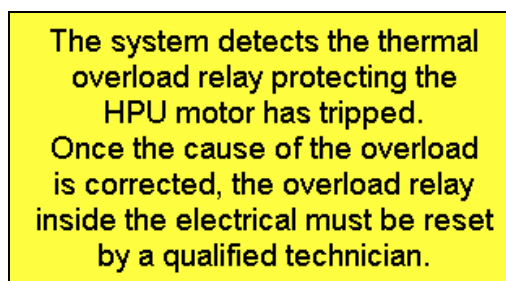 The system detects the thermal
overload relay protecting the
HPU motor has tripped.
Once the cause of the overload
is corrected, the overload relay
inside the electrical must be reset
by a qualified technician.